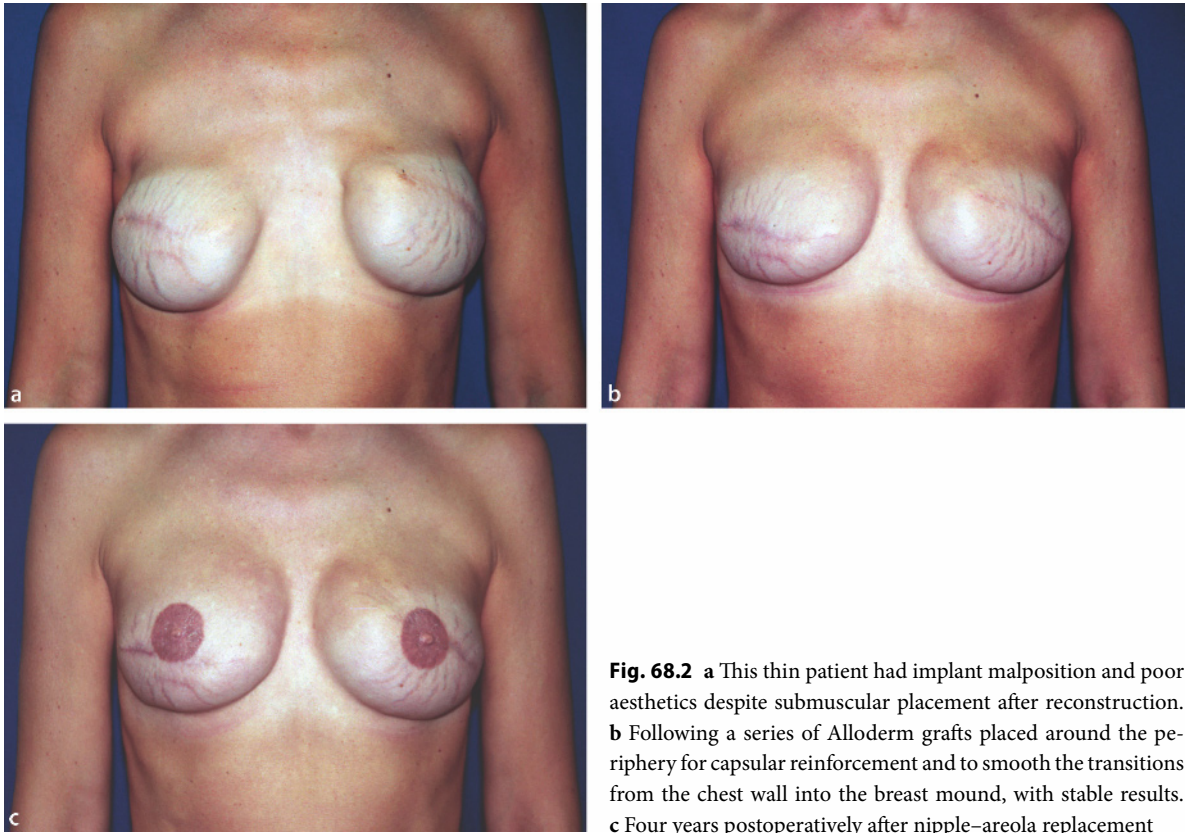 a
b
c
Fig. 68.2 a This thin patient had implant malposition and poor
aesthetics despite submuscular placement after reconstruction.
b Following a series of Alloderm grafts placed around the pe-
riphery for capsular reinforcement and to smooth the transitions
from the chest wall into the breast mound, with stable results.
c Four years postoperatively after nipple–areola replacement